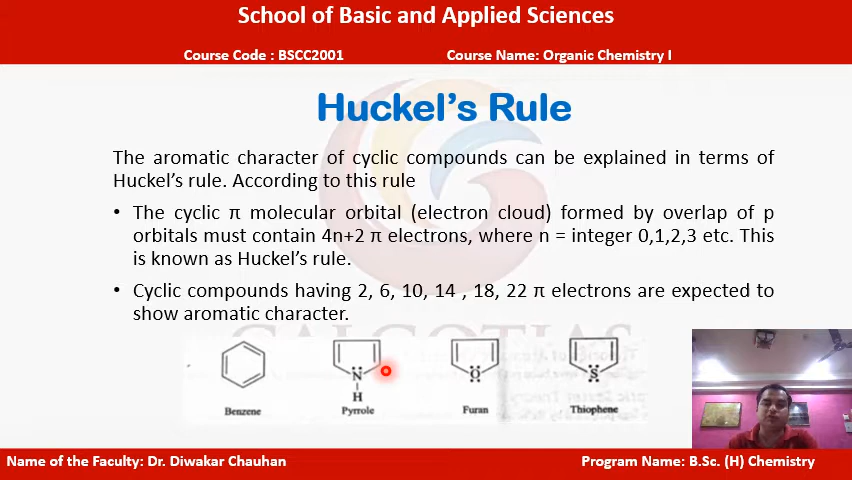 School of Basic and Applied Sciences
Course Code : BSCC2001 Course Name: Organic Chemistry I
Huckel's Rule
The aromatic character of cyclic compounds can be explained in terms of
Huckel's rule. According to this rule
• The cyclic π molecular orbital (electron cloud) formed by overlap of p
orbitals must contain 4n+2 π electrons, where n = integer 0,1,2,3 etc. This
is known as Huckel's rule.
• Cyclic compounds having 2, 6, 10, 14 , 18, 22 π electrons are expected to
show aromatic character.
GALGOTIAS
N O S
H
Benzene Pyrrole Furan Thiophene
Name of the Faculty: Dr. Diwakar Chauhan Program Name: B.Sc. (H) Chemistry